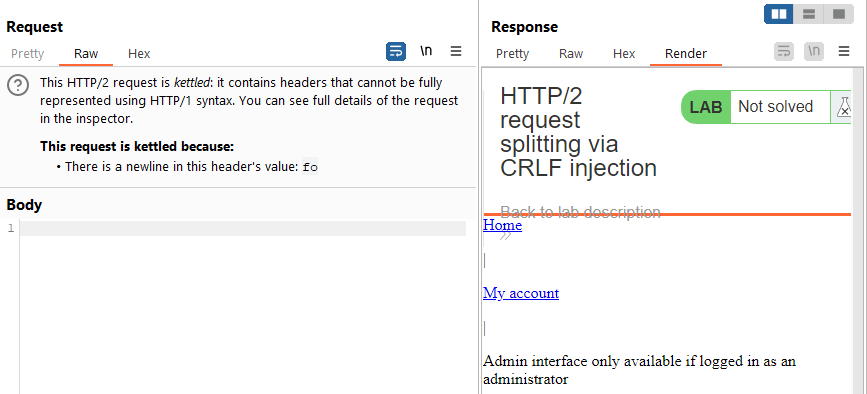 Request
Pretty Raw Hex
\n
This HTTP/2 request is kettled: it contains headers that cannot be fully
represented using HTTP/1 syntax. You can see full details of the request
in the inspector.
This request is kettled because:
• There is a newline in this header's value: fo
Body
1
Response
Pretty Raw Hex Render
\n
HTTP/2
request
splitting via
CRLF injection
LAB Not solved
Back to lab description
Home
|
My account
|
Admin interface only available if logged in as an
administrator